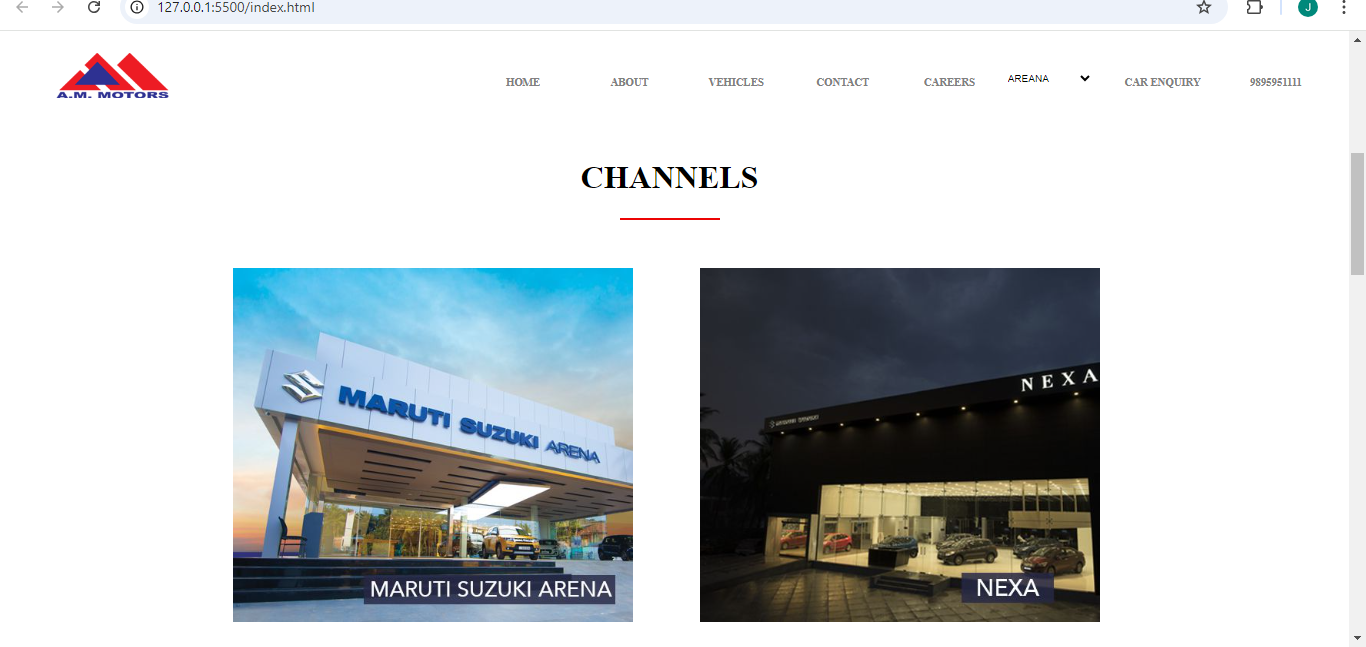 127.0.0.1:5500/index.html
J
A.M. MOTORS
HOME ABOUT VEHICLES CONTACT CAREERS AREANA CAR ENQUIRY 9895951111
CHANNELS
MARUTI SUZUKI ARENA
NEXA
MARUTI SUZUKI ARENA
NEXA